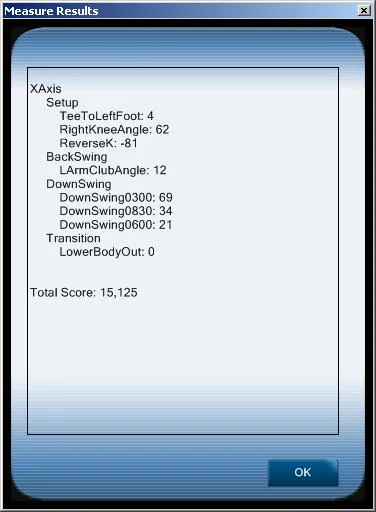 Measure Results
XAxis
Setup
TeeToLeftFoot: 4
RightKneeAngle: 62
ReverseK: -81
BackSwing
LArmClubAngle: 12
DownSwing
DownSwing0300: 69
DownSwing0830: 34
DownSwing0600: 21
Transition
LowerBodyOut: 0
Total Score: 15,125
OK